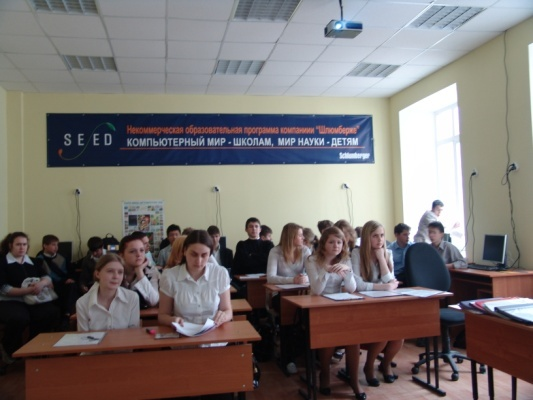 SEED
Некоммерческая образовательная программа компании "Шлюмберже"
КОМПЬЮТЕРНЫЙ МИР - ШКОЛАМ, МИР НАУКИ - ДЕТЯМ
Schlumberger